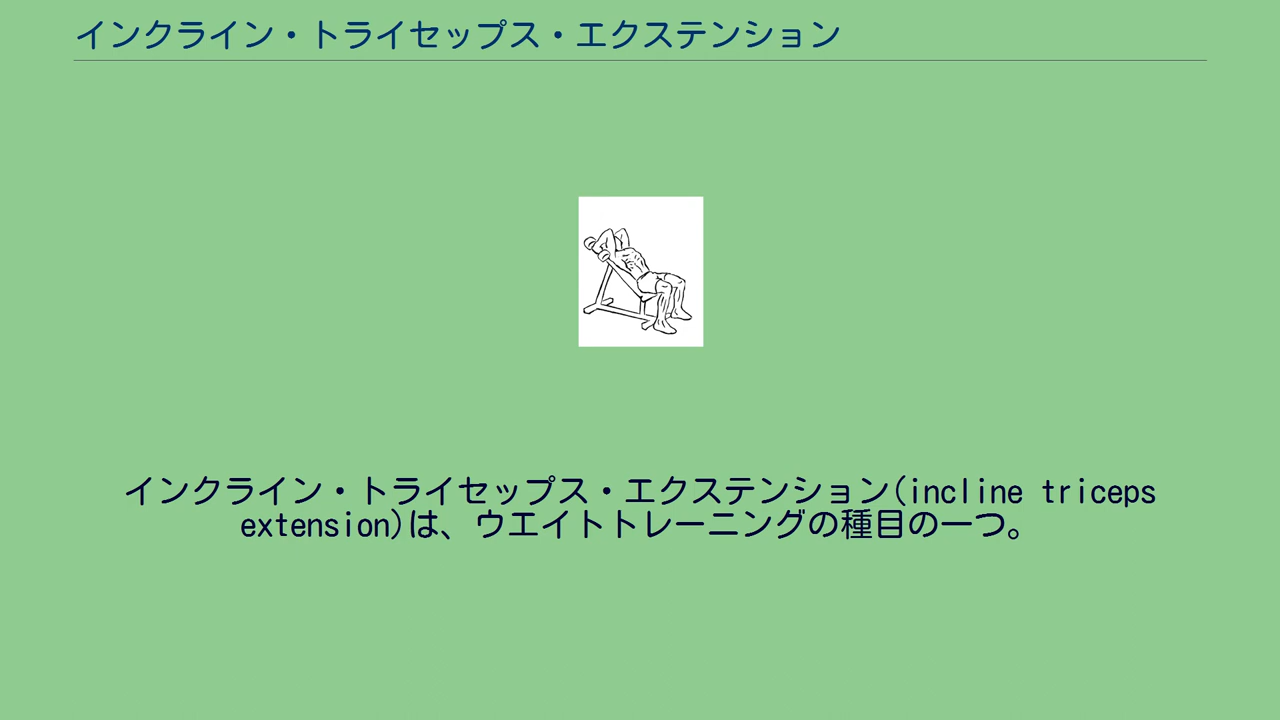 インクライン・トライセップス・エクステンション
インクライン・トライセップス・エクステンション(incline triceps
extension)は、ウエイトトレーニングの種目の一つ。